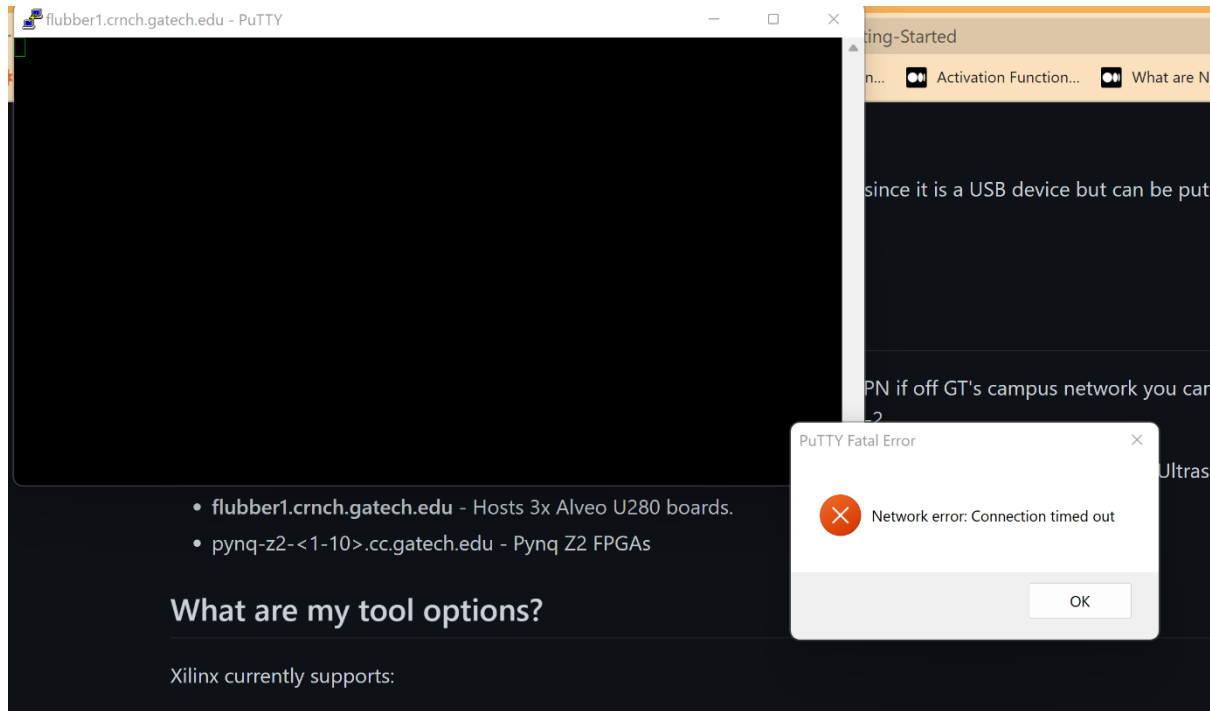 flubber1.crnch.gatech.edu - PuTTY
ting-Started
n...
Activation Function...
What are N
since it is a USB device but can be put
PN if off GT's campus network you can
-2
PuTTY Fatal Error
Ultras
Network error: Connection timed out
OK
• flubber1.crnch.gatech.edu - Hosts 3x Alveo U280 boards.
• pynq-z2-<1-10>.cc.gatech.edu - Pynq Z2 FPGAs
What are my tool options?
Xilinx currently supports: